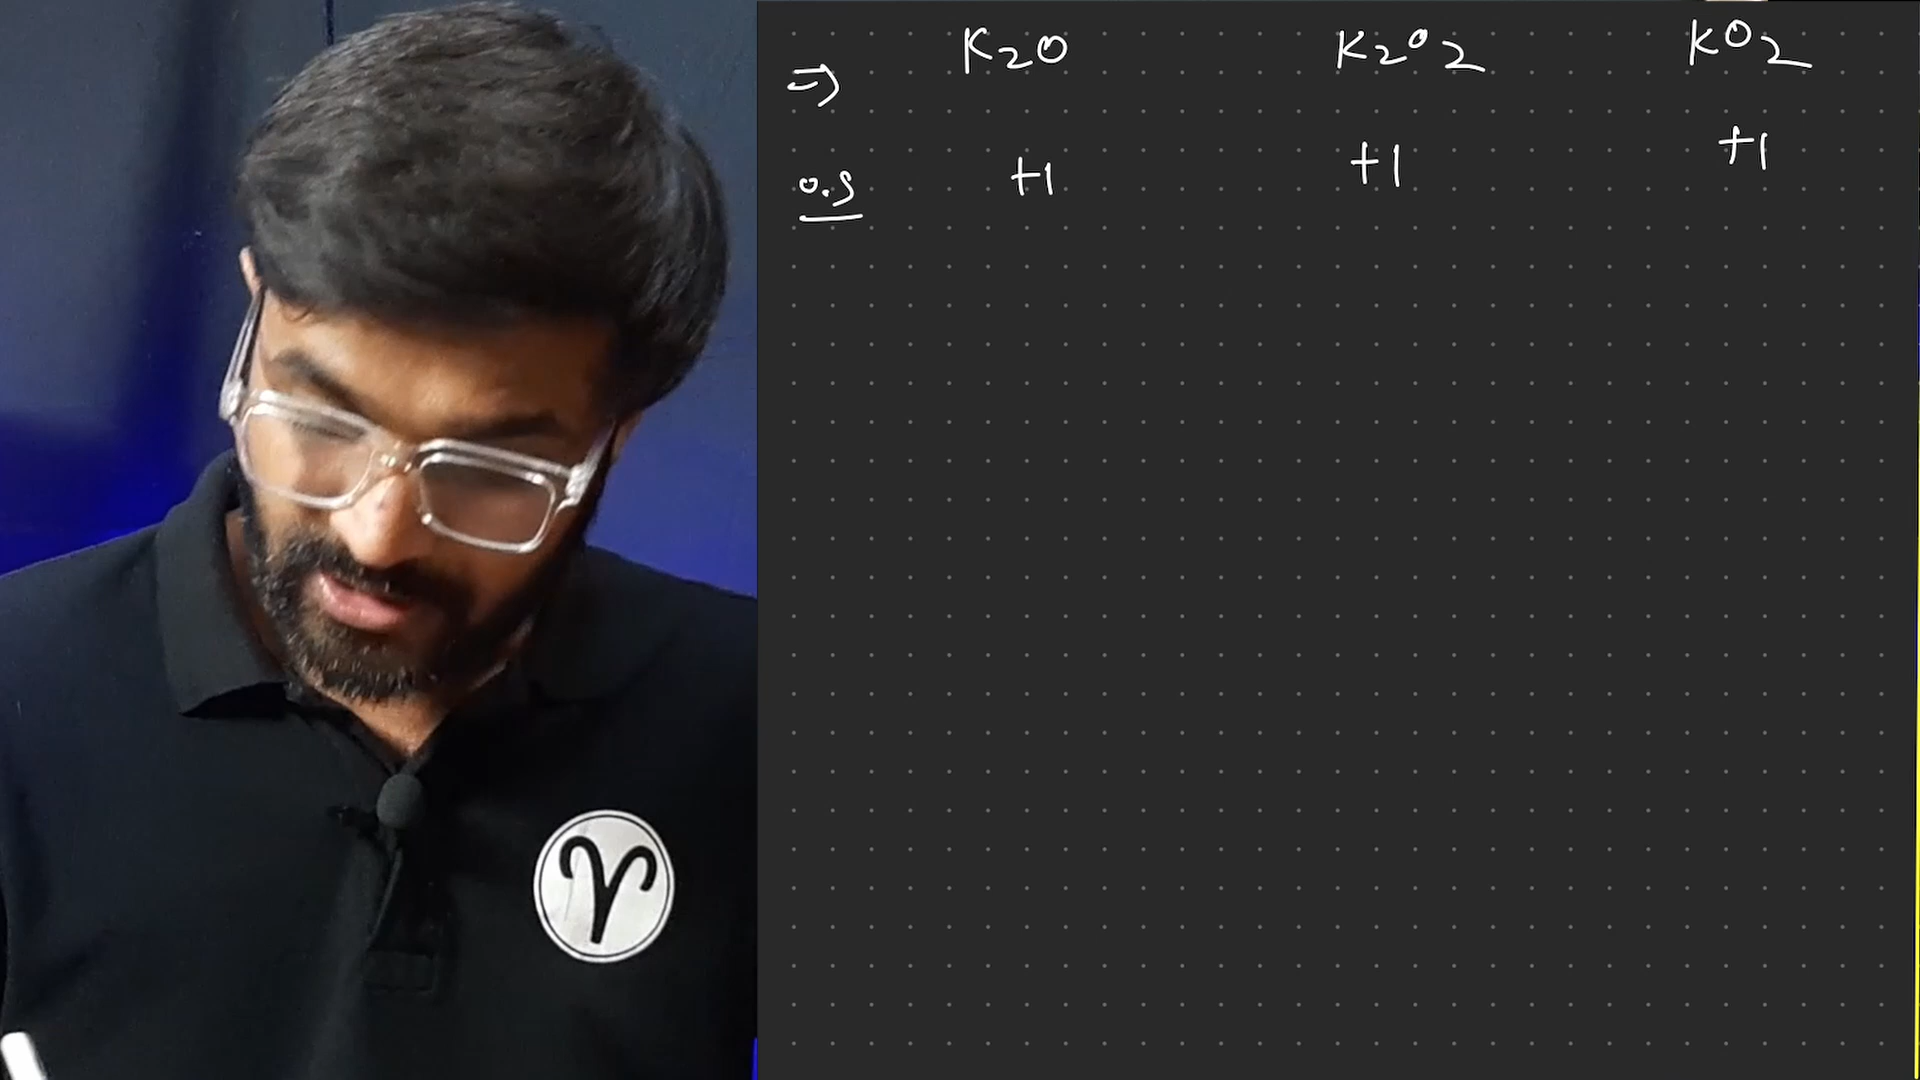 ⇒ K₂O K₂O₂ KO₂
O.S +1 +1 +1